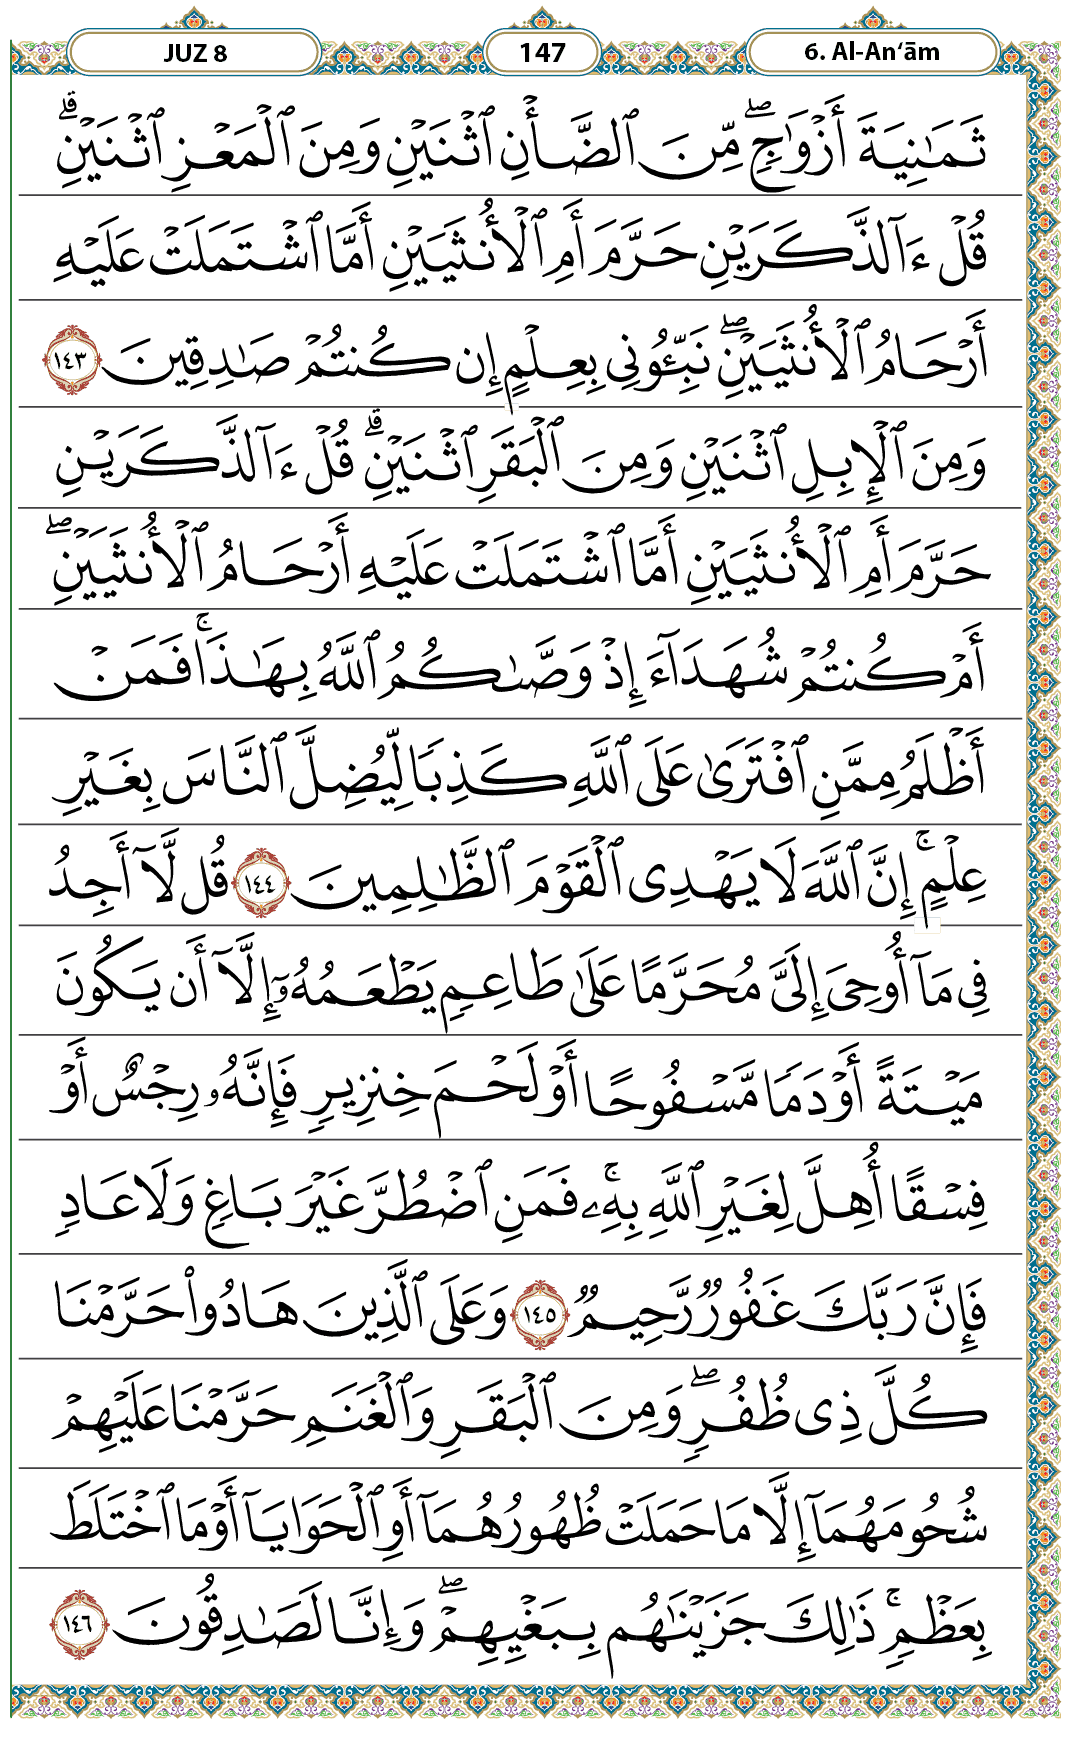 JUZ 8
147
6. Al-An‘ām
ثَمَـٰنِيَةَ أَزْوَٰجٍۖ مِّنَ ٱلضَّأْنِ ٱثْنَيْنِ وَمِنَ ٱلْمَعْزِ ٱثْنَيْنِۗ
قُلْ ءَآلذَّكَرَيْنِ حَرَّمَ أَمِ ٱلْأُنثَيَيْنِ أَمَّا ٱشْتَمَلَتْ عَلَيْهِ
أَرْحَامُ ٱلْأُنثَيَيْنِۖ نَبِّـُٔونِى بِعِلْمٍ إِن كُنتُمْ صَـٰدِقِينَ ١٤٣
وَمِنَ ٱلْإِبِلِ ٱثْنَيْنِ وَمِنَ ٱلْبَقَرِ ٱثْنَيْنِۗ قُلْ ءَآلذَّكَرَيْنِ
حَرَّمَ أَمِ ٱلْأُنثَيَيْنِ أَمَّا ٱشْتَمَلَتْ عَلَيْهِ أَرْحَامُ ٱلْأُنثَيَيْنِۖ
أَمْ كُنتُمْ شُهَدَآءَ إِذْ وَصَّىٰكُمُ ٱللَّهُ بِهَـٰذَاۚ فَمَنْ
أَظْلَمُ مِمَّنِ ٱفْتَرَىٰ عَلَى ٱللَّهِ كَذِبًا لِّيُضِلَّ ٱلنَّاسَ بِغَيْرِ
عِلْمٍۚ إِنَّ ٱللَّهَ لَا يَهْدِى ٱلْقَوْمَ ٱلظَّـٰلِمِينَ ١٤٤ قُل لَّآ أَجِدُ
فِى مَآ أُوحِىَ إِلَىَّ مُحَرَّمًا عَلَىٰ طَاعِمٍ يَطْعَمُهُۥٓ إِلَّآ أَن يَكُونَ
مَيْتَةً أَوْ دَمًا مَّسْفُوحًا أَوْ لَحْمَ خِنزِيرٍ فَإِنَّهُۥ رِجْسٌ أَوْ
فِسْقًا أُهِلَّ لِغَيْرِ ٱللَّهِ بِهِۦۚ فَمَنِ ٱضْطُرَّ غَيْرَ بَاغٍ وَلَا عَادٍ
فَإِنَّ رَبَّكَ غَفُورٌ رَّحِيمٌ ١٤٥ وَعَلَى ٱلَّذِينَ هَادُوا۟ حَرَّمْنَا
كُلَّ ذِى ظُفُرٍۖ وَمِنَ ٱلْبَقَرِ وَٱلْغَنَمِ حَرَّمْنَا عَلَيْهِمْ
شُحُومَهُمَآ إِلَّا مَا حَمَلَتْ ظُهُورُهُمَآ أَوِ ٱلْحَوَايَآ أَوْ مَا ٱخْتَلَطَ
بِعَظْمٍۚ ذَٰلِكَ جَزَيْنَـٰهُم بِبَغْيِهِمْۖ وَإِنَّا لَصَـٰدِقُونَ ١٤٦